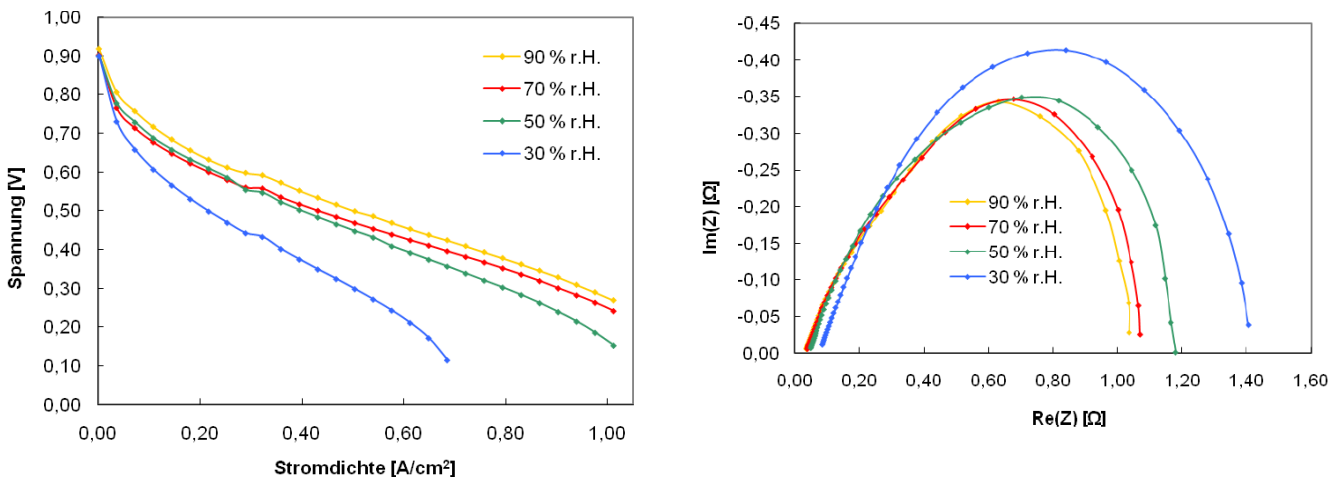 1,00
0,90
0,80
0,70
0,60
0,50
0,40
0,30
0,20
0,10
0,00
Spannung [V]
0,00 0,20 0,40 0,60 0,80 1,00
Stromdichte [A/cm²]
90 % r.H.
70 % r.H.
50 % r.H.
30 % r.H.
-0,45
-0,40
-0,35
-0,30
-0,25
-0,20
-0,15
-0,10
-0,05
0,00
Im(Z) [Ω]
0,00 0,20 0,40 0,60 0,80 1,00 1,20 1,40 1,60
Re(Z) [Ω]
90 % r.H.
70 % r.H.
50 % r.H.
30 % r.H.